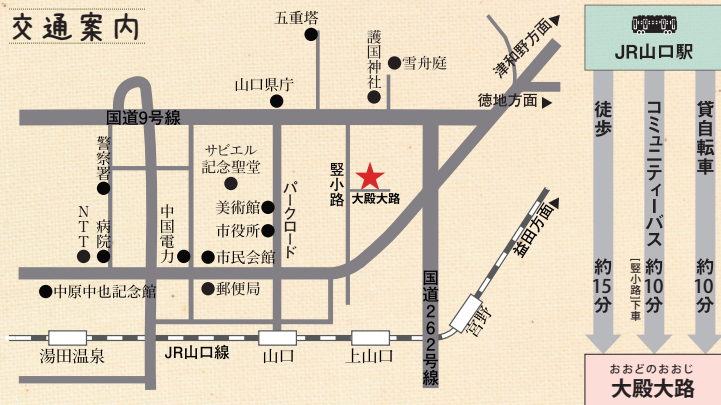 交通案内
五重塔
護国神社
雪舟庭
津和野方面
山口県庁
徳地方面
国道9号線
警察署
サビエル
記念聖堂
竪小路
大殿大路
パークロード
美術館
市役所
NTT
病院
中国電力
市民会館
益田方面
中原中也記念館
郵便局
国道262号線
宮野
湯田温泉
JR山口線
山口
上山口
JR山口駅
徒歩
約15分
コミュニティーバス
約10分
[竪小路]下車
貸自転車
約10分
おおどのおおじ
大殿大路